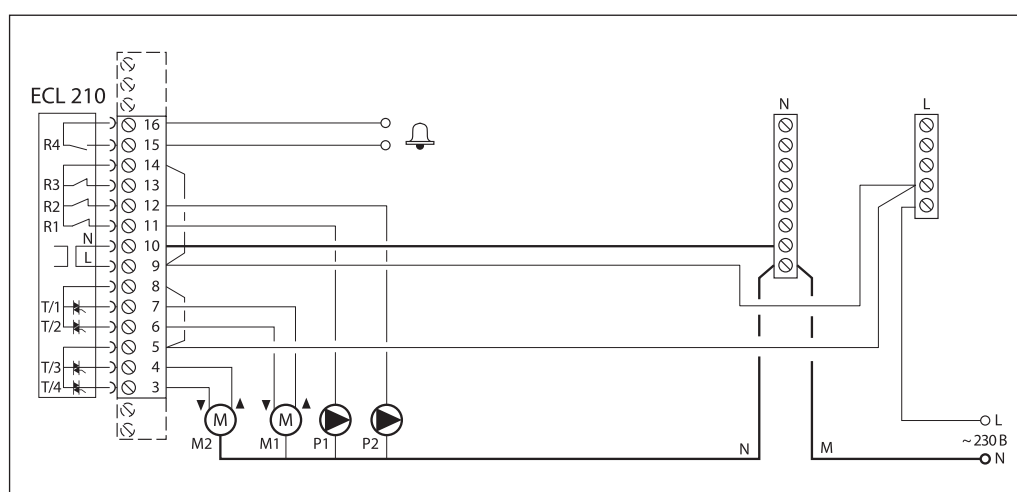 ECL 210
N
L
16
R4 15
14
R3 13
R2 12
R1 11
N 10
L 9
8
T/1 7
T/2 6
5
T/3 4
T/4 3
M M
M2 M1 P1 P2
N M
L
~ 230 В
N